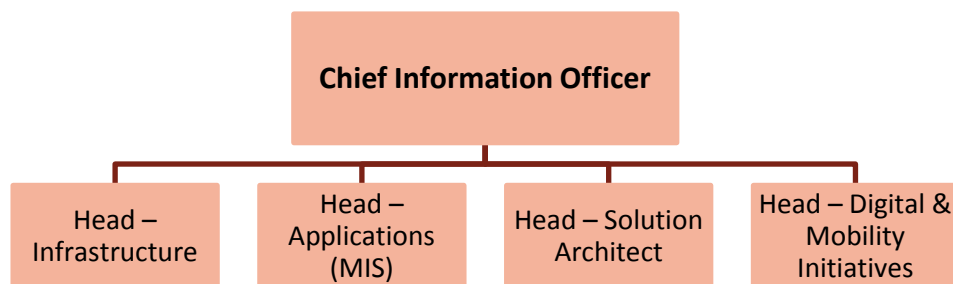 Chief Information Officer
Head –
Infrastructure
Head –
Applications
(MIS)
Head – Solution
Architect
Head – Digital &
Mobility
Initiatives